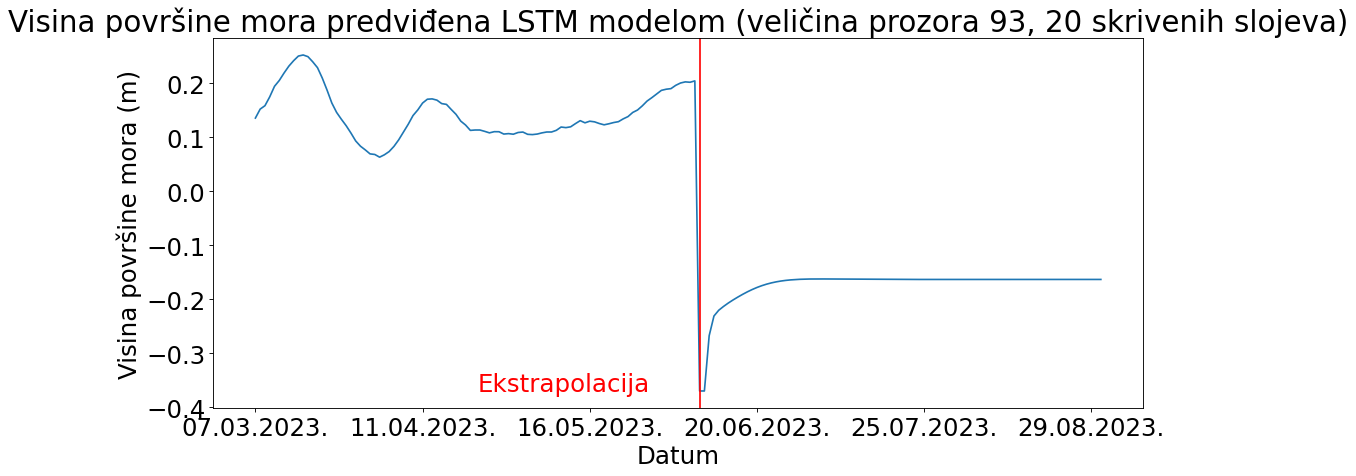 Visina površine mora predviđena LSTM modelom (veličina prozora 93, 20 skrivenih slojeva)
Visina površine mora (m)
0.2
0.1
0.0
−0.1
−0.2
−0.3
−0.4
Ekstrapolacija
07.03.2023. 11.04.2023. 16.05.2023. 20.06.2023. 25.07.2023. 29.08.2023.
Datum